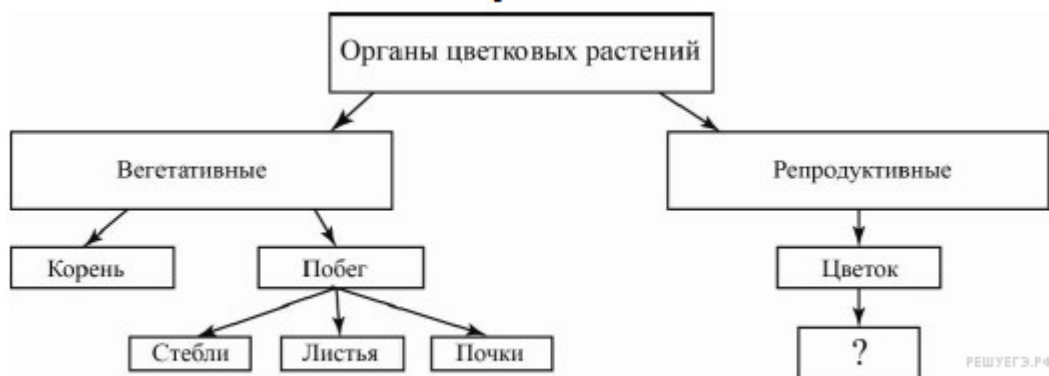 Органы цветковых растений
Вегетативные
Репродуктивные
Корень
Побег
Цветок
Стебли
Листья
Почки
?
РЕШУЕГЭ.РФ